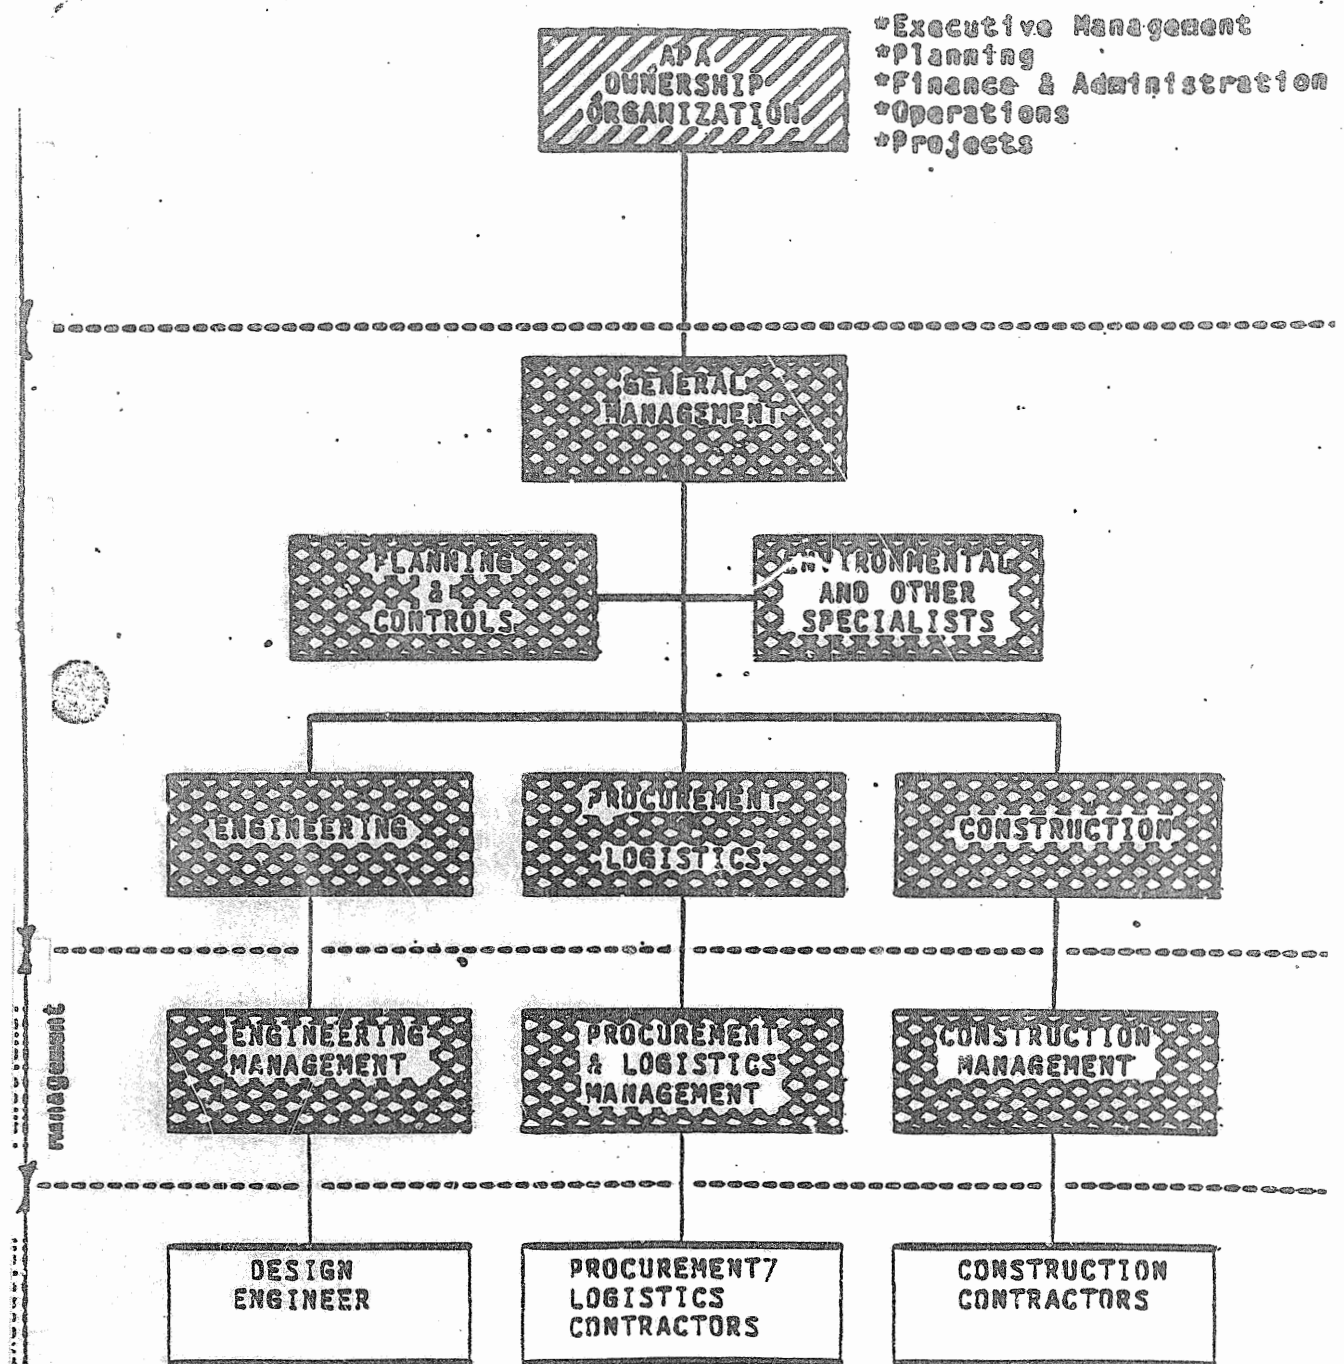 *Executive Management
*Planning
*Finance & Administration
*Operations
*Projects
APA
OWNERSHIP
ORGANIZATION
GENERAL
MANAGEMENT
PLANNING
&
CONTROLS
ENVIRONMENTAL
AND OTHER
SPECIALISTS
ENGINEERING
PROCUREMENT
LOGISTICS
CONSTRUCTION
management
ENGINEERING
MANAGEMENT
PROCUREMENT
& LOGISTICS
MANAGEMENT
CONSTRUCTION
MANAGEMENT
DESIGN
ENGINEER
PROCUREMENT/
LOGISTICS
CONTRACTORS
CONSTRUCTION
CONTRACTORS